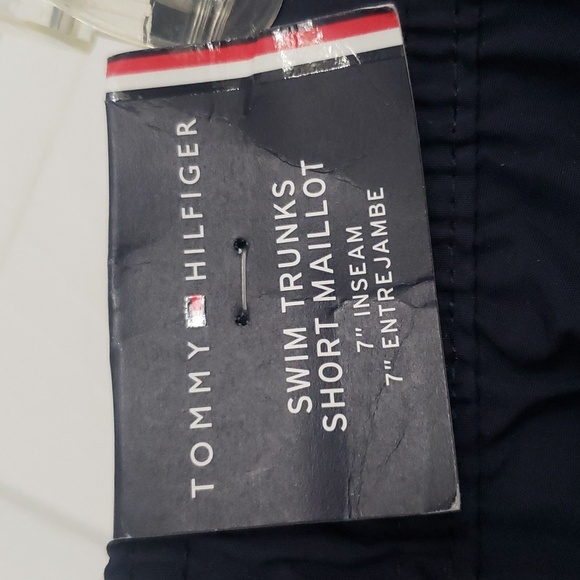 TOMMY HILFIGER
SWIM TRUNKS
SHORT MAILLOT
7" INSEAM
7" ENTREJAMBE